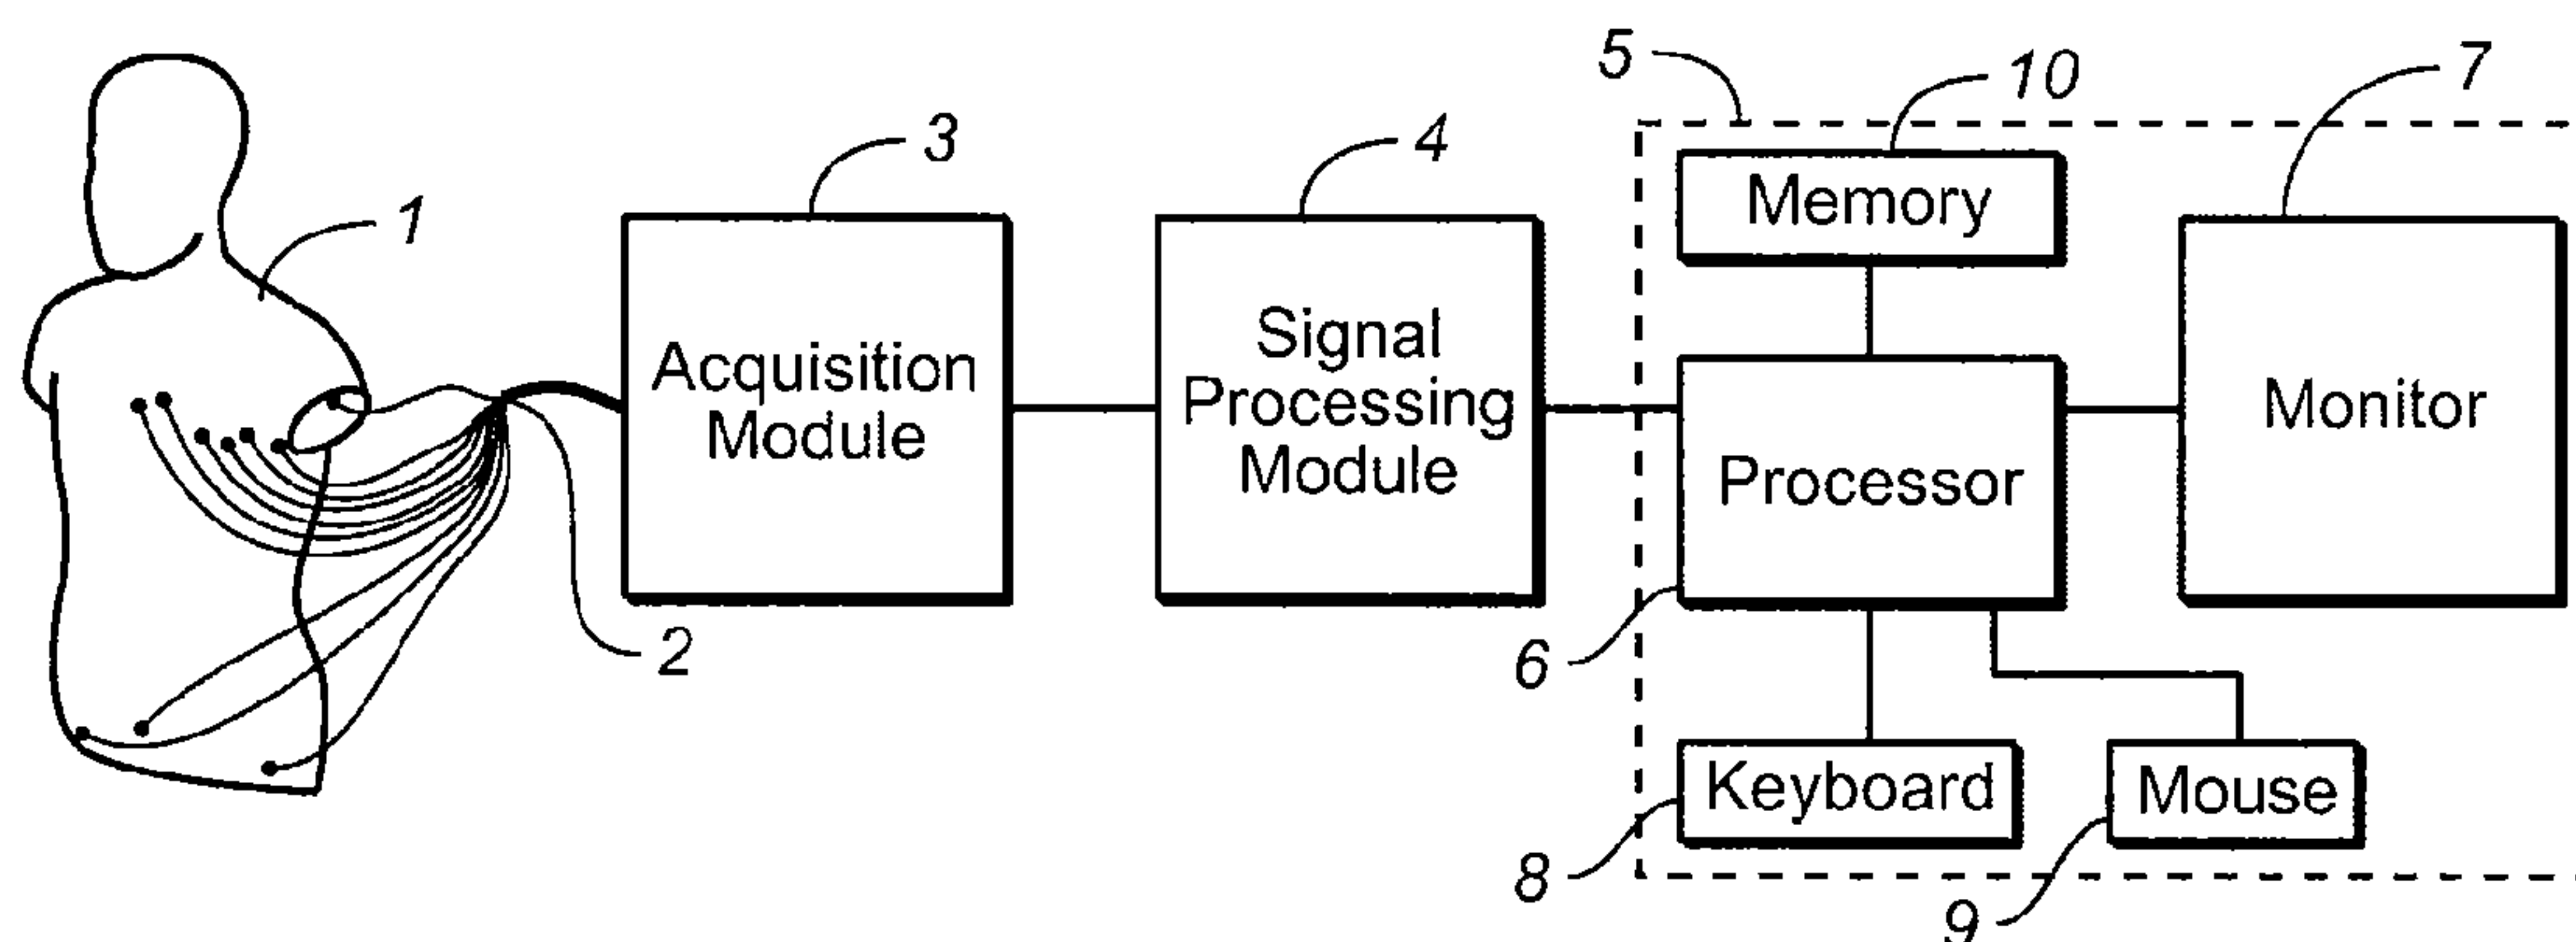 5
10
7
3
4
1
Memory
Acquisition
Module
Signal
Processing
Module
Processor
Monitor
2
6
Keyboard
Mouse
8
9